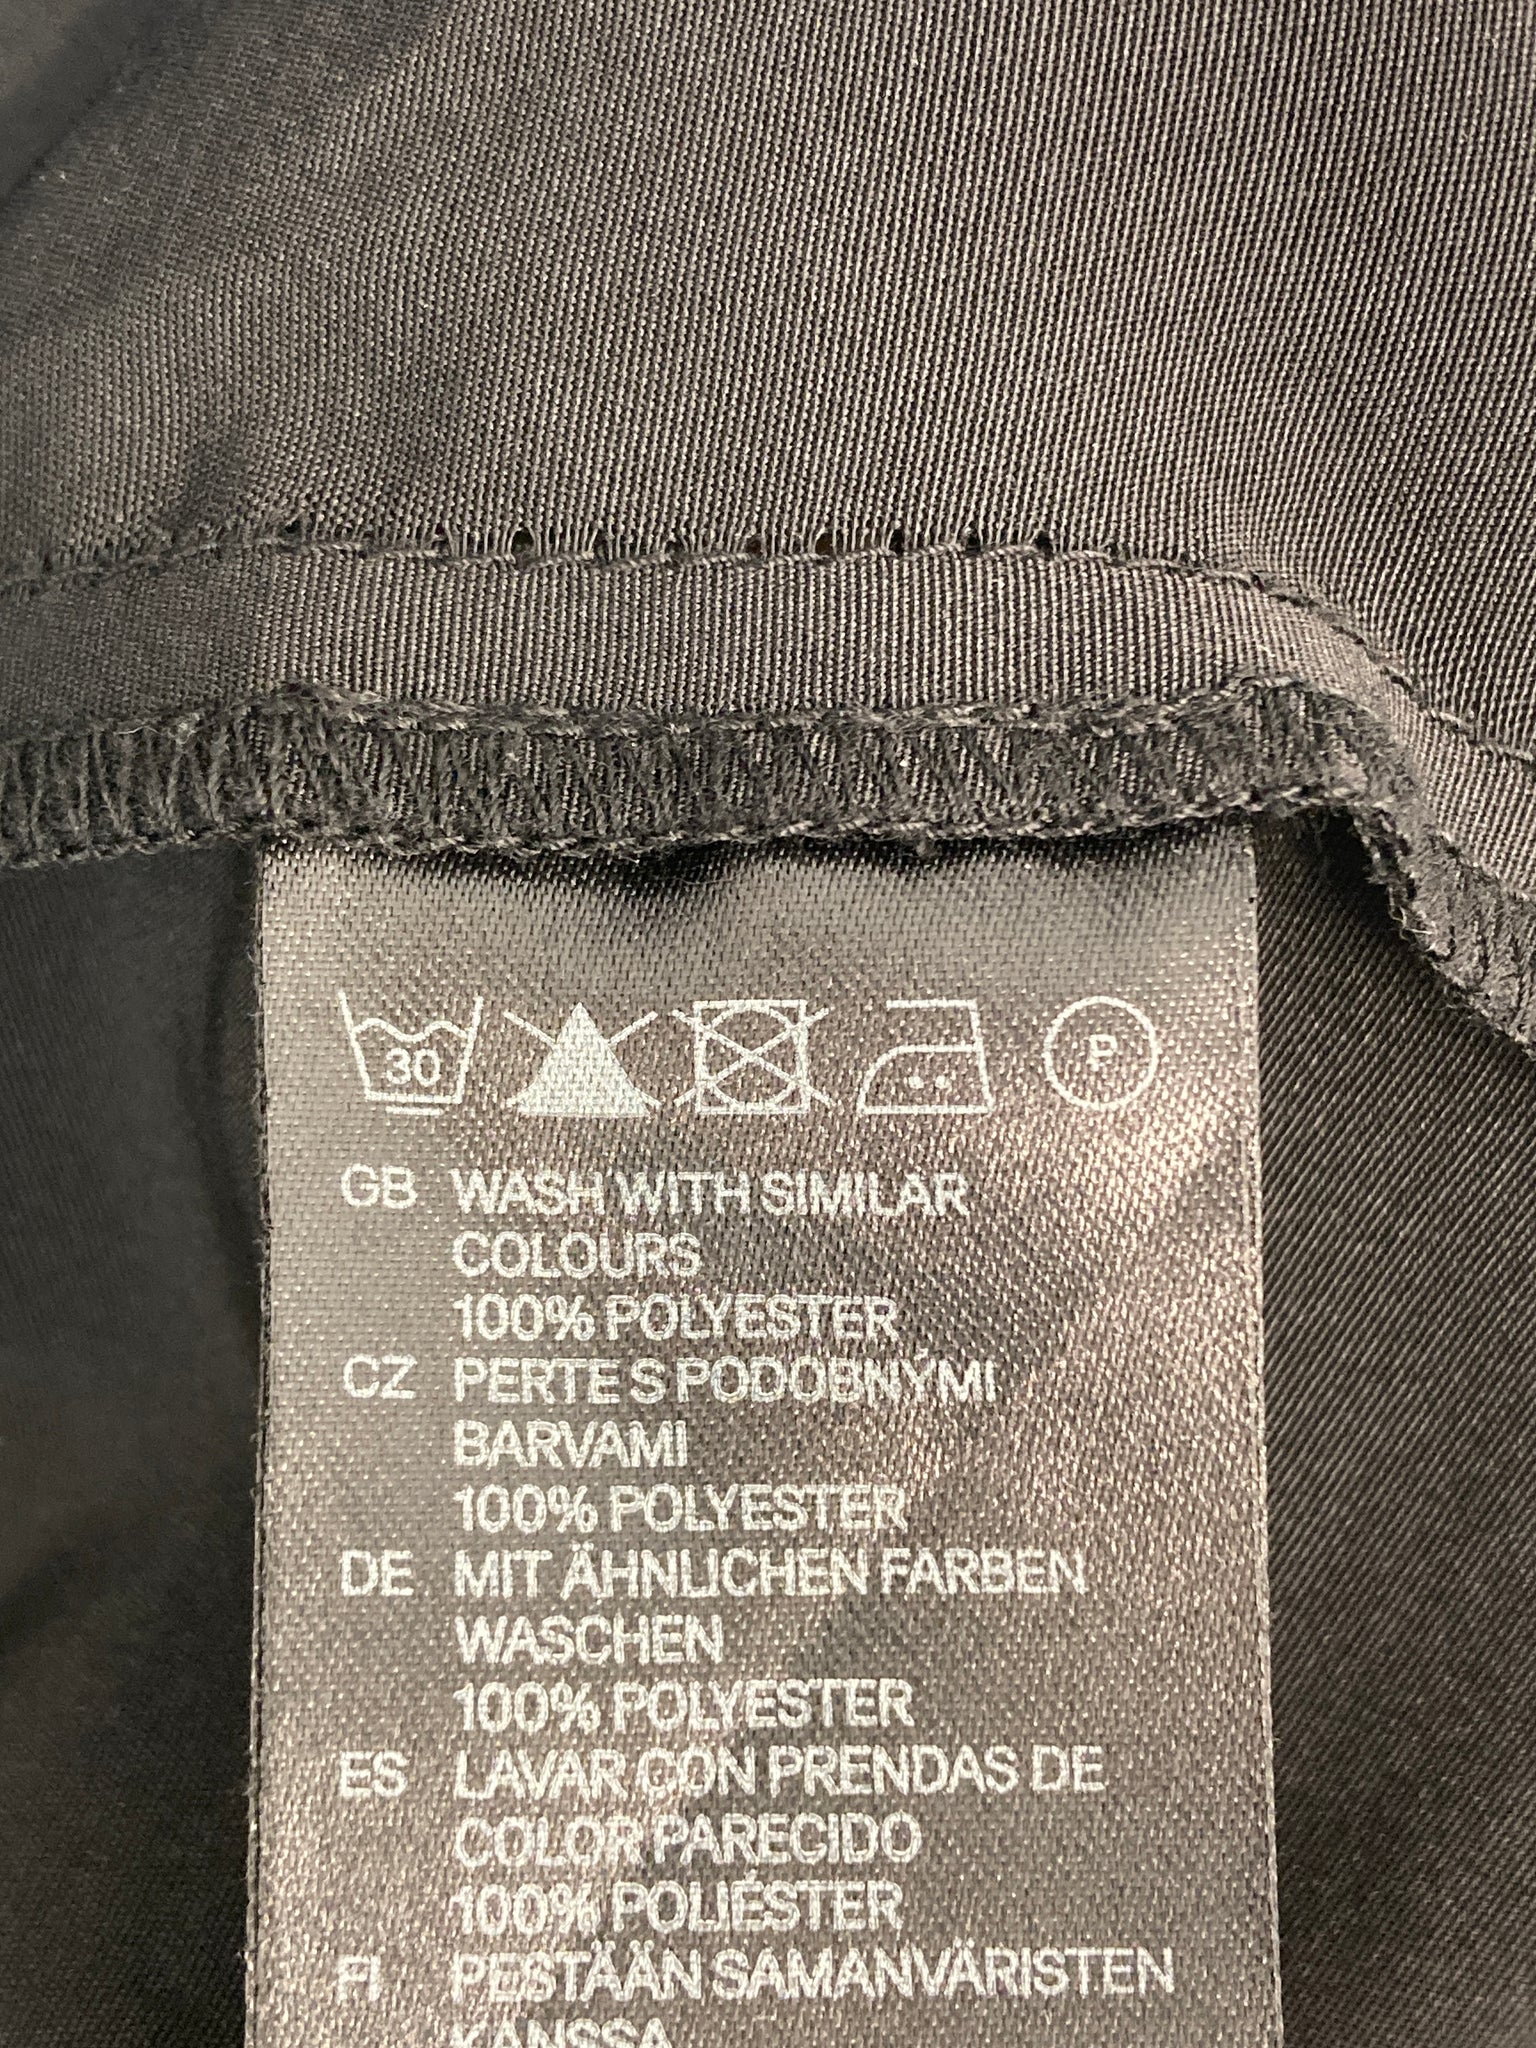 30 P
GB WASH WITH SIMILAR
COLOURS
100% POLYESTER
CZ PERTE S PODOBNÝMI
BARVAMI
100% POLYESTER
DE MIT ÄHNLICHEN FARBEN
WASCHEN
100% POLYESTER
ES LAVAR CON PRENDAS DE
COLOR PARECIDO
100% POLIÉSTER
FI PESTÄÄN SAMANVÄRISTEN
KANSSA